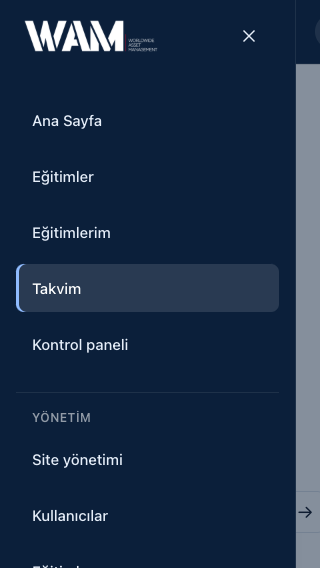 WAM
WORLDWIDE
ASSET
MANAGEMENT
Ana Sayfa
Eğitimler
Eğitimlerim
Takvim
Kontrol paneli
YÖNETİM
Site yönetimi
Kullanıcılar